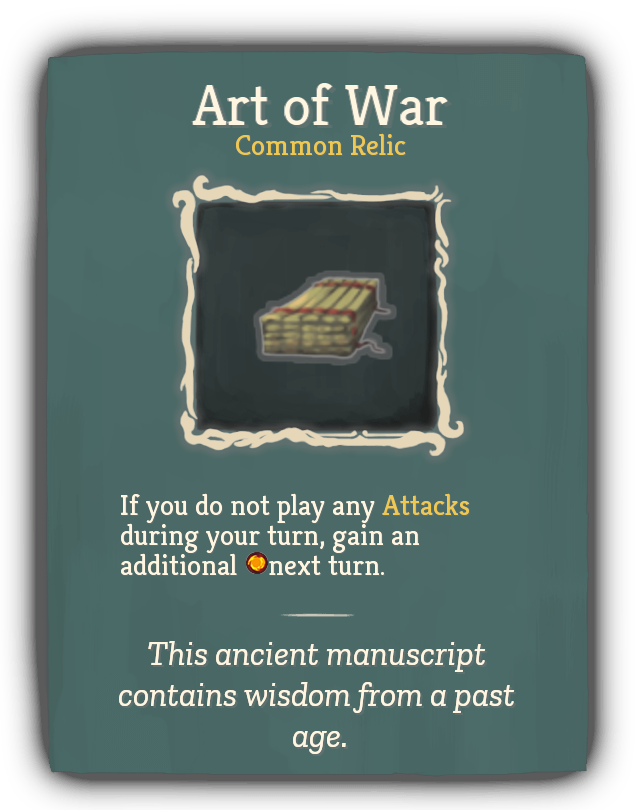 Art of War
Common Relic
If you do not play any Attacks
during your turn, gain an
additional next turn.
This ancient manuscript
contains wisdom from a past
age.